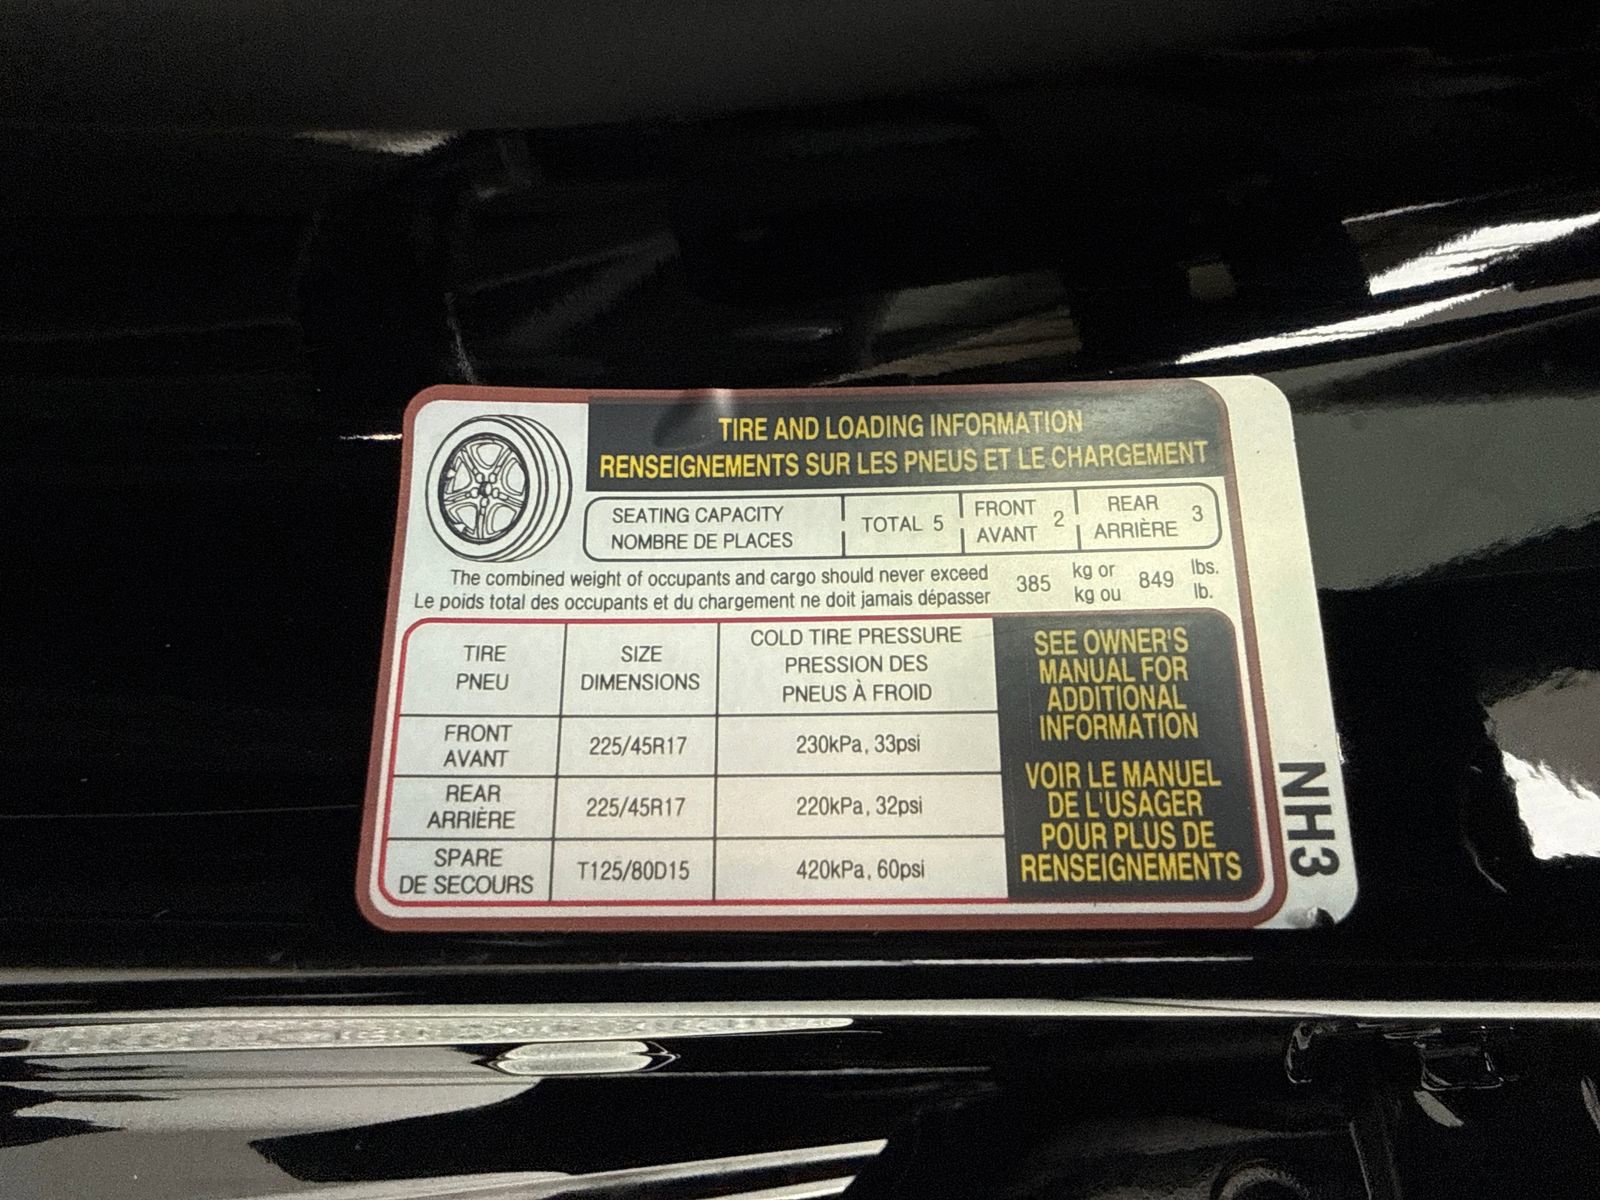 TIRE AND LOADING INFORMATION
RENSEIGNEMENTS SUR LES PNEUS ET LE CHARGEMENT
SEATING CAPACITY
NOMBRE DE PLACES
TOTAL 5
FRONT
AVANT
2
REAR
ARRIÈRE
3
The combined weight of occupants and cargo should never exceed
Le poids total des occupants et du chargement ne doit jamais dépasser
385
kg or
kg ou
849
lbs.
lb.
TIRE
PNEU
SIZE
DIMENSIONS
COLD TIRE PRESSURE
PRESSION DES
PNEUS À FROID
FRONT
AVANT
225/45R17
230kPa, 33psi
REAR
ARRIÈRE
225/45R17
220kPa, 32psi
SPARE
DE SECOURS
T125/80D15
420kPa, 60psi
SEE OWNER'S
MANUAL FOR
ADDITIONAL
INFORMATION
VOIR LE MANUEL
DE L'USAGER
POUR PLUS DE
RENSEIGNEMENTS
NH3